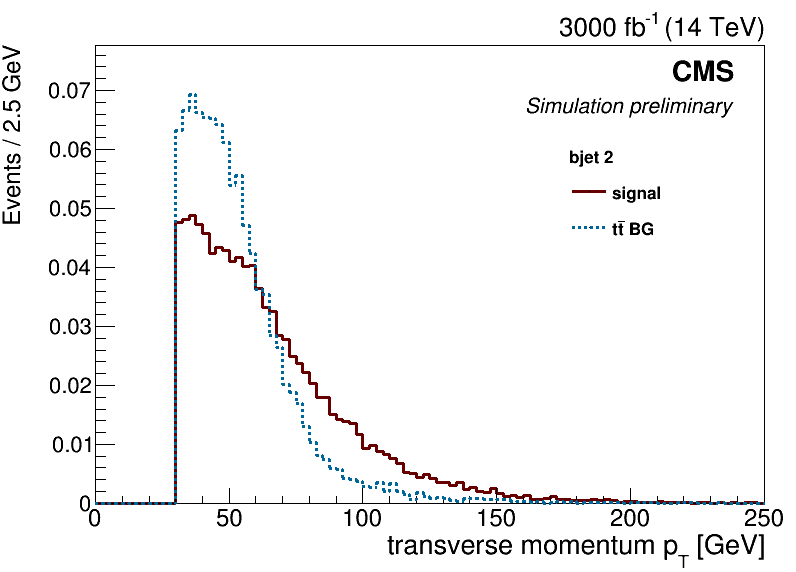 3000 fb⁻¹ (14 TeV)
CMS
Simulation preliminary
bjet 2
signal
tt̄ BG
Events / 2.5 GeV
0.07
0.06
0.05
0.04
0.03
0.02
0.01
0
0 50 100 150 200 250
transverse momentum p_T [GeV]